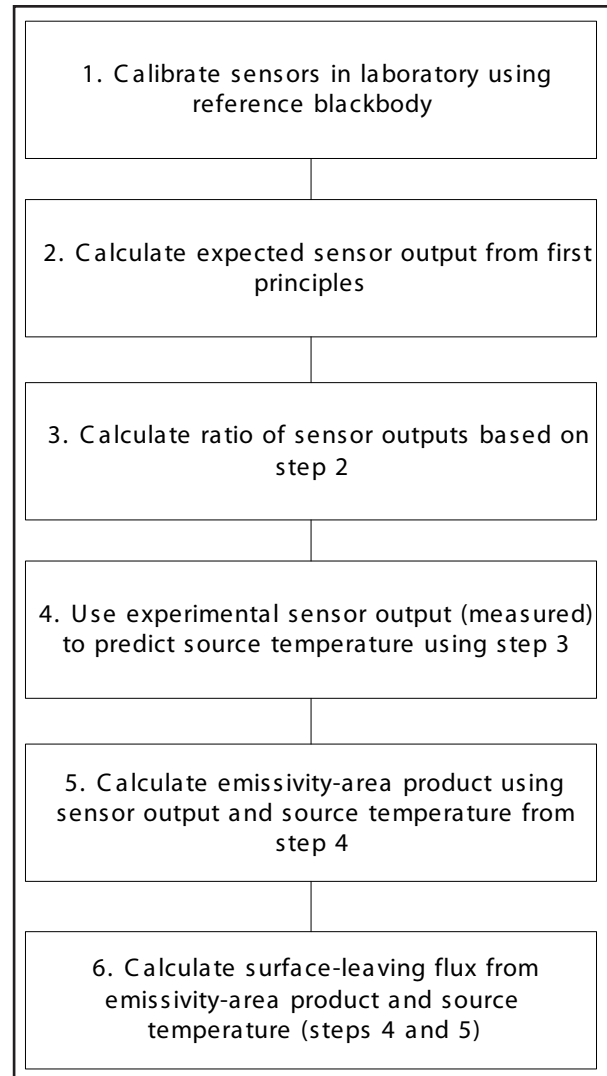 1. Calibrate sensors in laboratory using
reference blackbody
2. Calculate expected sensor output from first
principles
3. Calculate ratio of sensor outputs based on
step 2
4. Use experimental sensor output (measured)
to predict source temperature using step 3
5. Calculate emissivity-area product using
sensor output and source temperature from
step 4
6. Calculate surface-leaving flux from
emissivity-area product and source
temperature (steps 4 and 5)